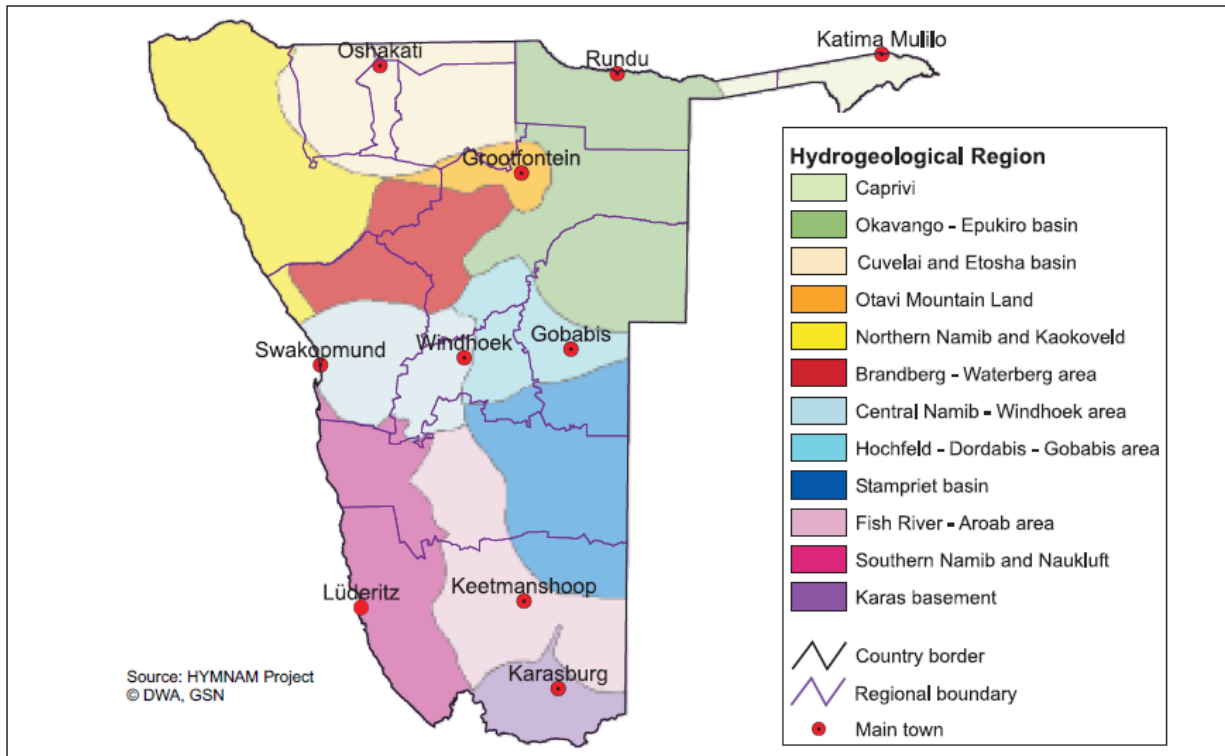 Oshakati
Rundu
Katima Mulilo
Grootfontein
Swakopmund
Windhoek
Gobabis
Lüderitz
Keetmanshoop
Karasburg
Source: HYMNAM Project
© DWA, GSN
Hydrogeological Region
Caprivi
Okavango - Epukiro basin
Cuvelai and Etosha basin
Otavi Mountain Land
Northern Namib and Kaokoveld
Brandberg - Waterberg area
Central Namib - Windhoek area
Hochfeld - Dordabis - Gobabis area
Stampriet basin
Fish River - Aroab area
Southern Namib and Naukluft
Karas basement
Country border
Regional boundary
Main town